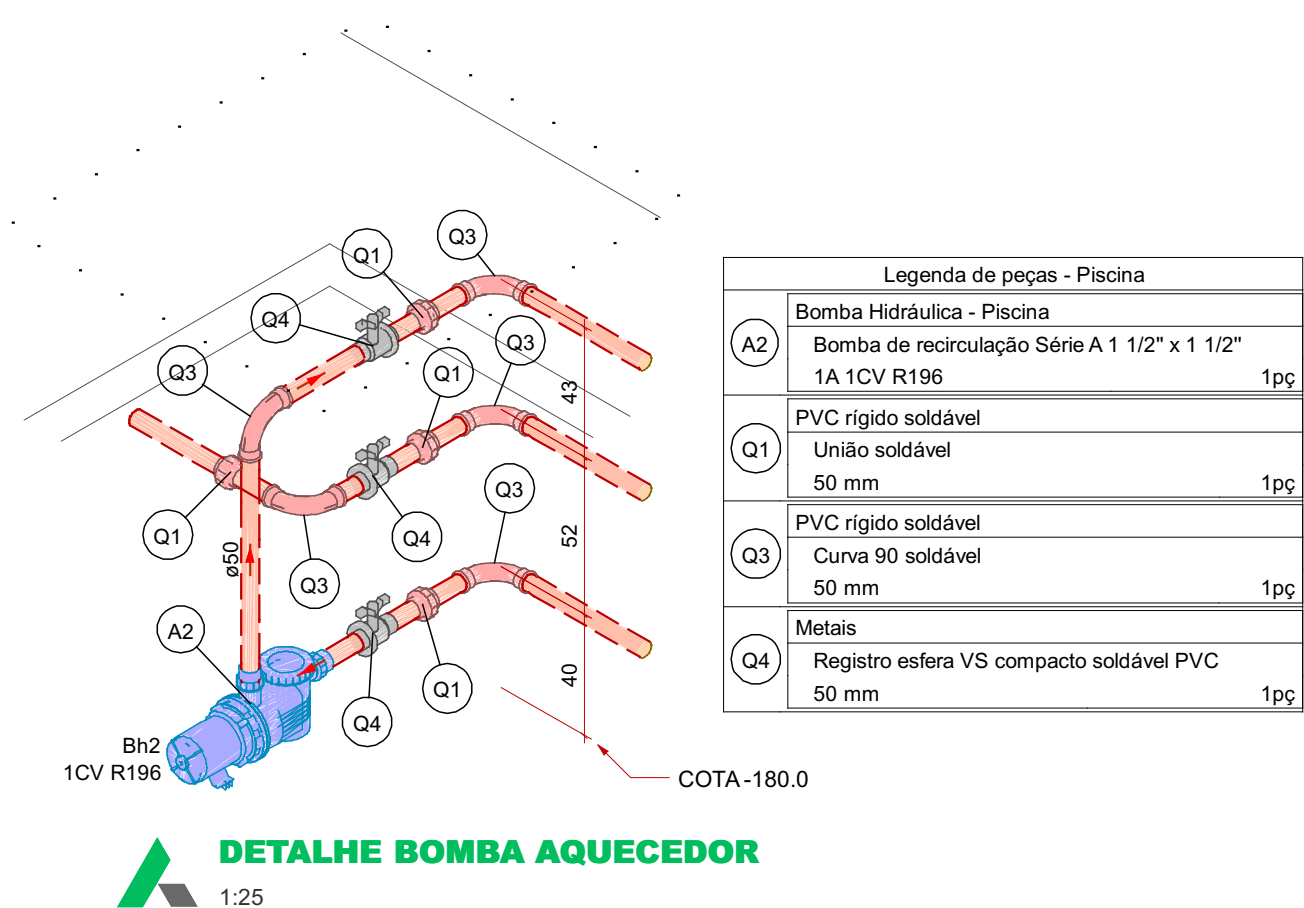 Q3
Q1
Q4
Q3
Q3
Q1
43
Q1
Q4
Q3
Q3
52
ø50
A2
Q1
Q4
40
Bh2
1CV R196
COTA -180.0
Legenda de peças - Piscina
A2
Bomba Hidráulica - Piscina
Bomba de recirculação Série A 1 1/2" x 1 1/2"
1A 1CV R196 1pç
Q1
PVC rígido soldável
União soldável
50 mm 1pç
Q3
PVC rígido soldável
Curva 90 soldável
50 mm 1pç
Q4
Metais
Registro esfera VS compacto soldável PVC
50 mm 1pç
DETALHE BOMBA AQUECEDOR
1:25